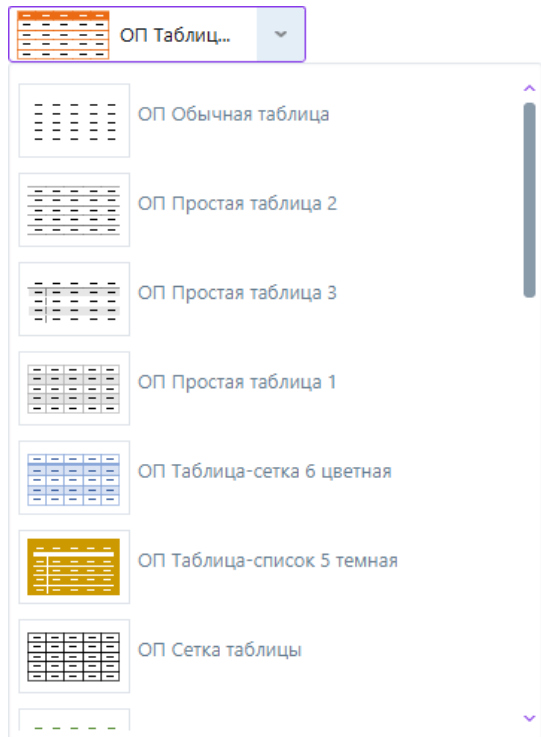 ОП Таблиц...
ОП Обычная таблица
ОП Простая таблица 2
ОП Простая таблица 3
ОП Простая таблица 1
ОП Таблица-сетка 6 цветная
ОП Таблица-список 5 темная
ОП Сетка таблицы